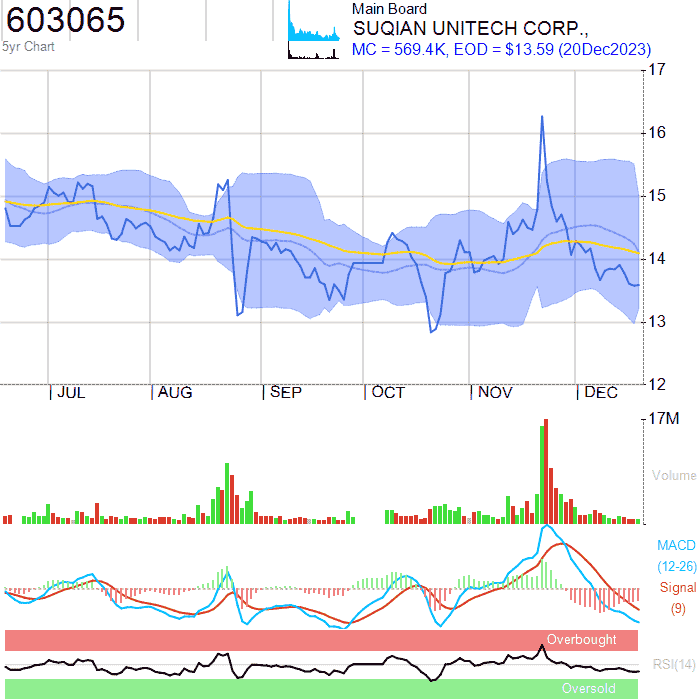 603065
5yr Chart
Main Board
SUQIAN UNITECH CORP.,
MC = 569.4K, EOD = $13.59 (20Dec2023)
17
16
15
14
13
12
JUL AUG SEP OCT NOV DEC
17M
Volume
MACD
(12-26)
Signal
(9)
Overbought
RSI(14)
Oversold